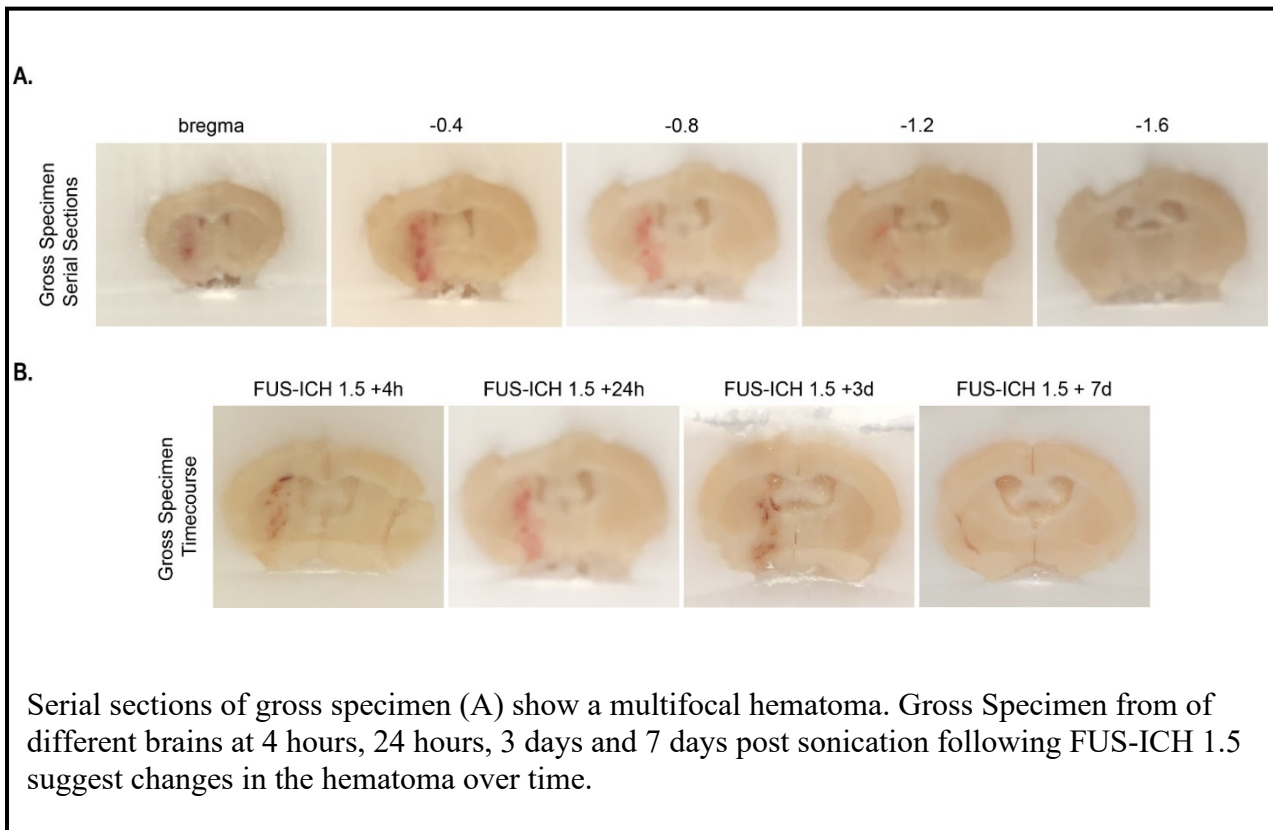 A.
bregma
-0.4
-0.8
-1.2
-1.6
Gross Specimen
Serial Sections
B.
FUS-ICH 1.5 +4h
FUS-ICH 1.5 +24h
FUS-ICH 1.5 +3d
FUS-ICH 1.5 + 7d
Gross Specimen
Timecourse
Serial sections of gross specimen (A) show a multifocal hematoma. Gross Specimen from of
different brains at 4 hours, 24 hours, 3 days and 7 days post sonication following FUS-ICH 1.5
suggest changes in the hematoma over time.